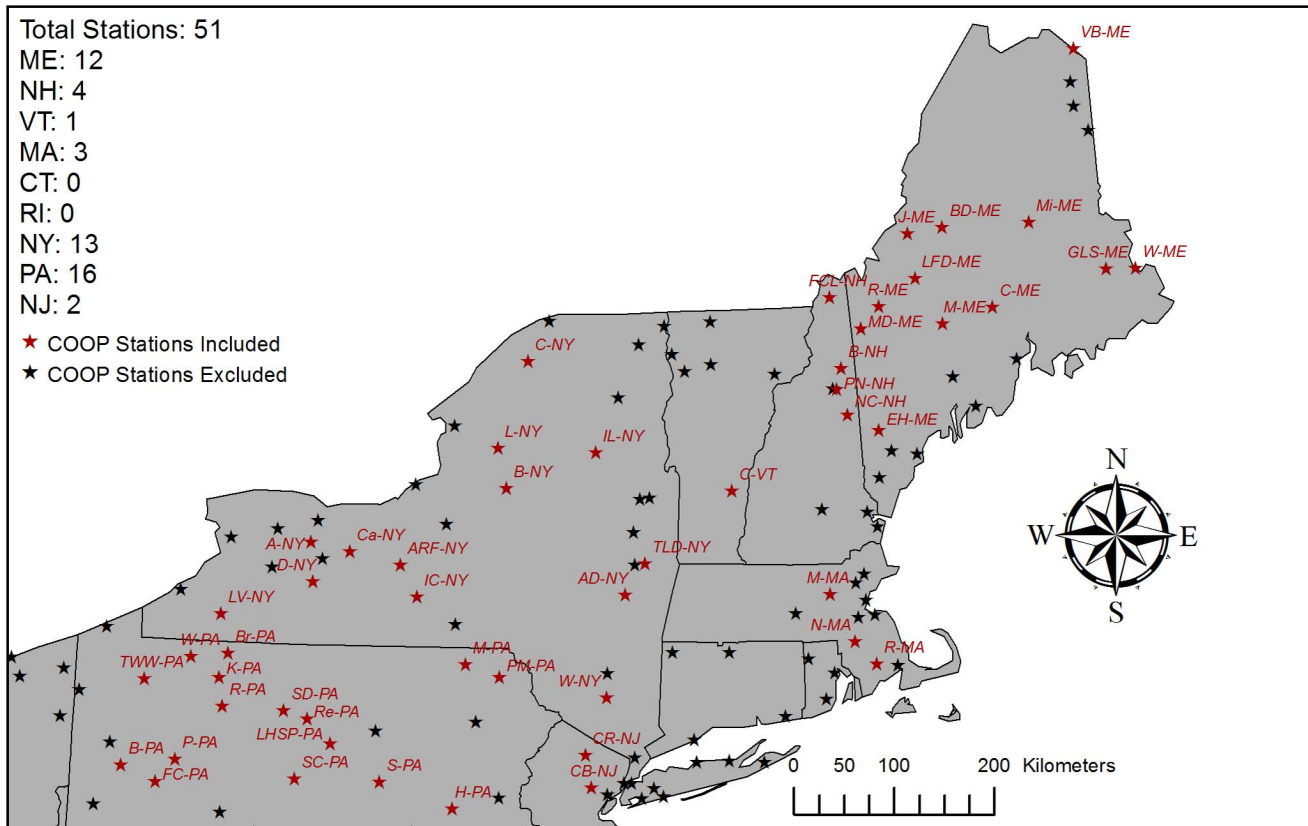 Total Stations: 51
ME: 12
NH: 4
VT: 1
MA: 3
CT: 0
RI: 0
NY: 13
PA: 16
NJ: 2
COOP Stations Included
COOP Stations Excluded
VB-ME
J-ME
BD-ME
Mi-ME
GLS-ME
W-ME
LFD-ME
FCL-NH
R-ME
C-ME
M-ME
MD-ME
C-NY
B-NH
PN-NH
NC-NH
EH-ME
L-NY
IL-NY
B-NY
C-VT
A-NY
Ca-NY
ARF-NY
D-NY
TLD-NY
IC-NY
AD-NY
M-MA
LV-NY
N-MA
R-MA
W-PA
Br-PA
TWW-PA
K-PA
M-PA
PM-PA
W-NY
R-PA
SD-PA
Re-PA
LHSP-PA
B-PA
P-PA
FC-PA
SC-PA
S-PA
H-PA
CR-NJ
CB-NJ
N
W
E
S
0 50 100 200 Kilometers